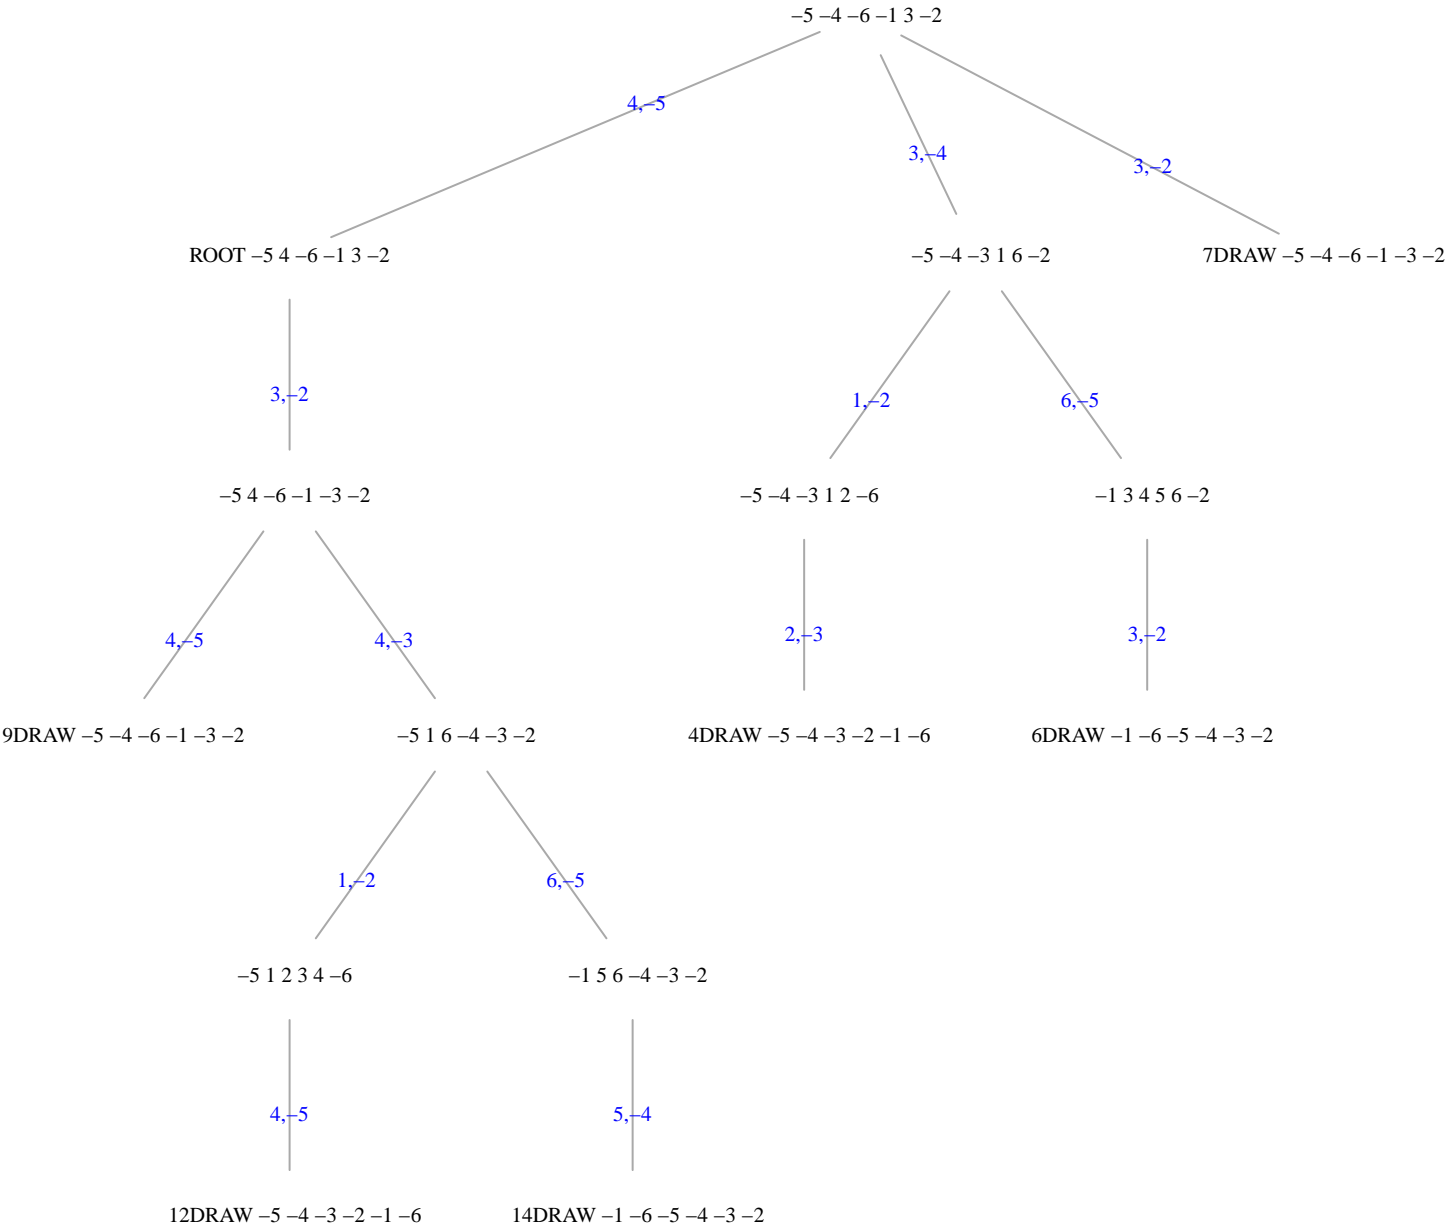 −5 −4 −6 −1 3 −2
4,−5
3,−4
3,−2
ROOT −5 4 −6 −1 3 −2
−5 −4 −3 1 6 −2
7DRAW −5 −4 −6 −1 −3 −2
3,−2
1,−2
6,−5
−5 4 −6 −1 −3 −2
−5 −4 −3 1 2 −6
−1 3 4 5 6 −2
4,−5
4,−3
2,−3
3,−2
9DRAW −5 −4 −6 −1 −3 −2
−5 1 6 −4 −3 −2
4DRAW −5 −4 −3 −2 −1 −6
6DRAW −1 −6 −5 −4 −3 −2
1,−2
6,−5
−5 1 2 3 4 −6
−1 5 6 −4 −3 −2
4,−5
5,−4
12DRAW −5 −4 −3 −2 −1 −6
14DRAW −1 −6 −5 −4 −3 −2